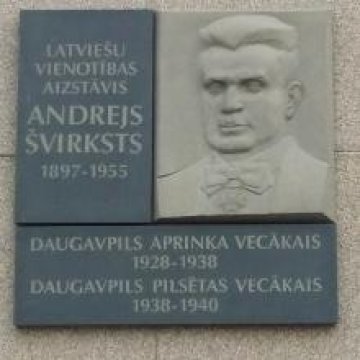 LATVIEŠU
VIENOTĪBAS
AIZSTĀVIS
ANDREJS
ŠVIRKSTS
1897-1955
DAUGAVPILS APRINKA VECĀKAIS
1928-1938
DAUGAVPILS PILSĒTAS VECĀKAIS
1938-1940